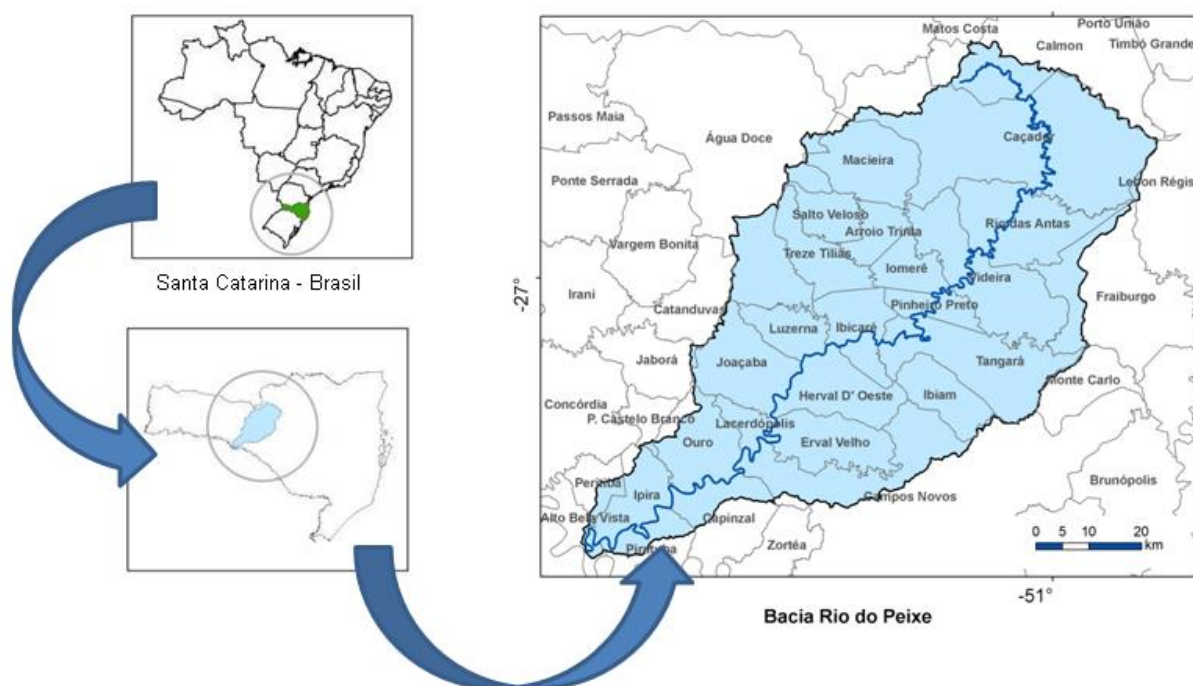 Santa Catarina - Brasil
Matos Costa
Porto União
Calmon
Timbó Grande
Passos Maia
Água Doce
Caçador
Macieira
Ponte Serrada
Lebon Régis
Salto Veloso
Rio das Antas
Arroio Trinta
Vargem Bonita
Treze Tílias
Iomerê
Videira
-27°
Irani
Catanduvas
Pinheiro Preto
Fraiburgo
Luzerna
Ibicaré
Jaborá
Joaçaba
Tangará
Monte Carlo
Herval D' Oeste
Ibiam
Concórdia
P. Castelo Branco
Lacerdópolis
Ouro
Erval Velho
Peritiba
Ipira
Campos Novos
Brunópolis
Alto Bela Vista
Capinzal
Piratuba
Zortéa
0 5 10 20
km
-51°
Bacia Rio do Peixe